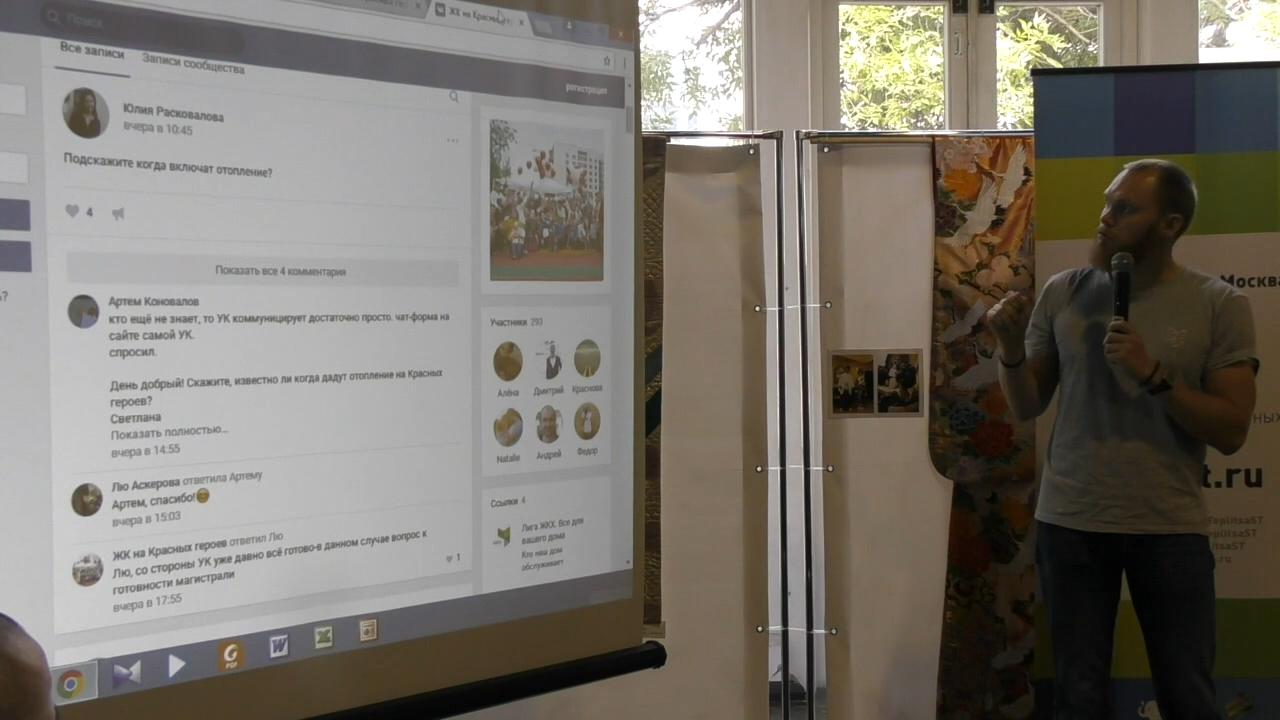 ЖК на Красных
Поиск
Все записи
Записи сообщества
регистрация
Юлия Расковалова
вчера в 10:45
Подскажите когда включат отопление?
4
Показать все 4 комментария
Артем Коновалов
кто ещё не знает, то УК коммуницирует достаточно просто. чат-форма на
сайте самой УК.
спросил.
День добрый! Скажите, известно ли когда дадут отопление на Красных
героев?
Светлана
Показать полностью...
вчера в 14:55
Лю Аскерова ответила Артему
Артем, спасибо!
вчера в 15:03
ЖК на Красных героев ответил Лю
Лю, со стороны УК уже давно всё готово-в данном случае вопрос к
готовности магистрали
вчера в 17:55
1
Участники 293
Алёна Дмитрий Краснова
Natalie Андрей Федор
Ссылки 4
Лига ЖКХ. Все для
вашего дома
Кто наш дом
обслуживает
G
PDF
W
X
Москва
t.ru
TeplitsaST